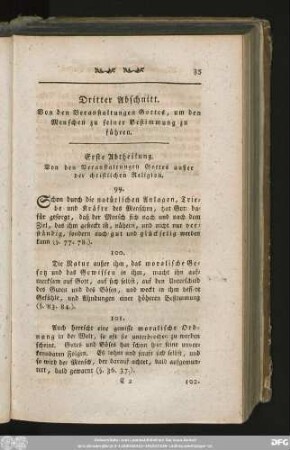 35
Dritter Abschnitt.
Von den Veranstaltungen Gottes, um den
Menschen zu seiner Bestimmung zu
führen.
Erste Abtheilung.
Von den Veranstaltungen Gottes außer
der christlichen Religion.
99.
Schon durch die natürlichen Anlagen, Trie-
be und Kräfte des Menschen, hat Gott da-
für gesorgt, daß der Mensch sich nach und nach dem
Ziel, das ihm gesteckt ist, nähern, und nicht nur ver-
ständig, sondern auch gut und glückselig werden
kann (§. 77. 78.).
100.
Die Natur außer ihm, das moralische Ge-
setz und das Gewissen in ihm, macht ihn auf-
merksam auf Gott, auf sich selbst, auf den Unterschied
des Guten und des Bösen, und weckt in ihm bessere
Gefühle, und Ahndungen einer höheren Bestimmung
(§. 23. 84.).
101.
Auch herrscht eine gewisse moralische Ord-
nung in der Welt, so oft sie unterbrochen zu werden
scheint. Gutes und Böses hat schon hier seine unver-
kennbaren Folgen. Es lohnt und straft sich selbst, und
so wird der Mensch, der darauf achtet, bald aufgemun-
tert, bald gewarnt (§. 36. 37.).
C 2
102.